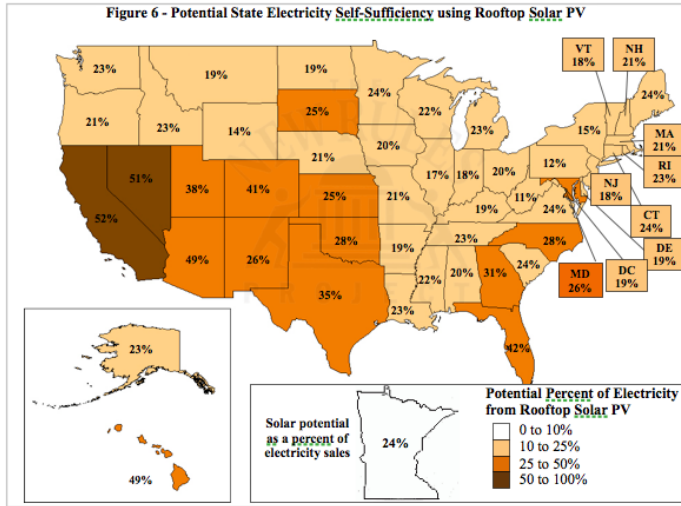 Figure 6 - Potential State Electricity Self-Sufficiency using Rooftop Solar PV
VT
18%
NH
21%
23%
19%
19%
24%
24%
25%
22%
15%
MA
21%
21%
23%
14%
23%
20%
12%
RI
23%
21%
51%
38%
41%
17%
18%
20%
NJ
18%
25%
21%
11%
24%
CT
24%
52%
19%
23%
28%
DE
19%
49%
26%
28%
19%
MD
26%
DC
19%
35%
22%
20%
31%
24%
23%
42%
NEW RULES
PROJECT
23%
49%
Solar potential
as a percent of
electricity sales
24%
Potential Percent of Electricity
from Rooftop Solar PV
0 to 10%
10 to 25%
25 to 50%
50 to 100%